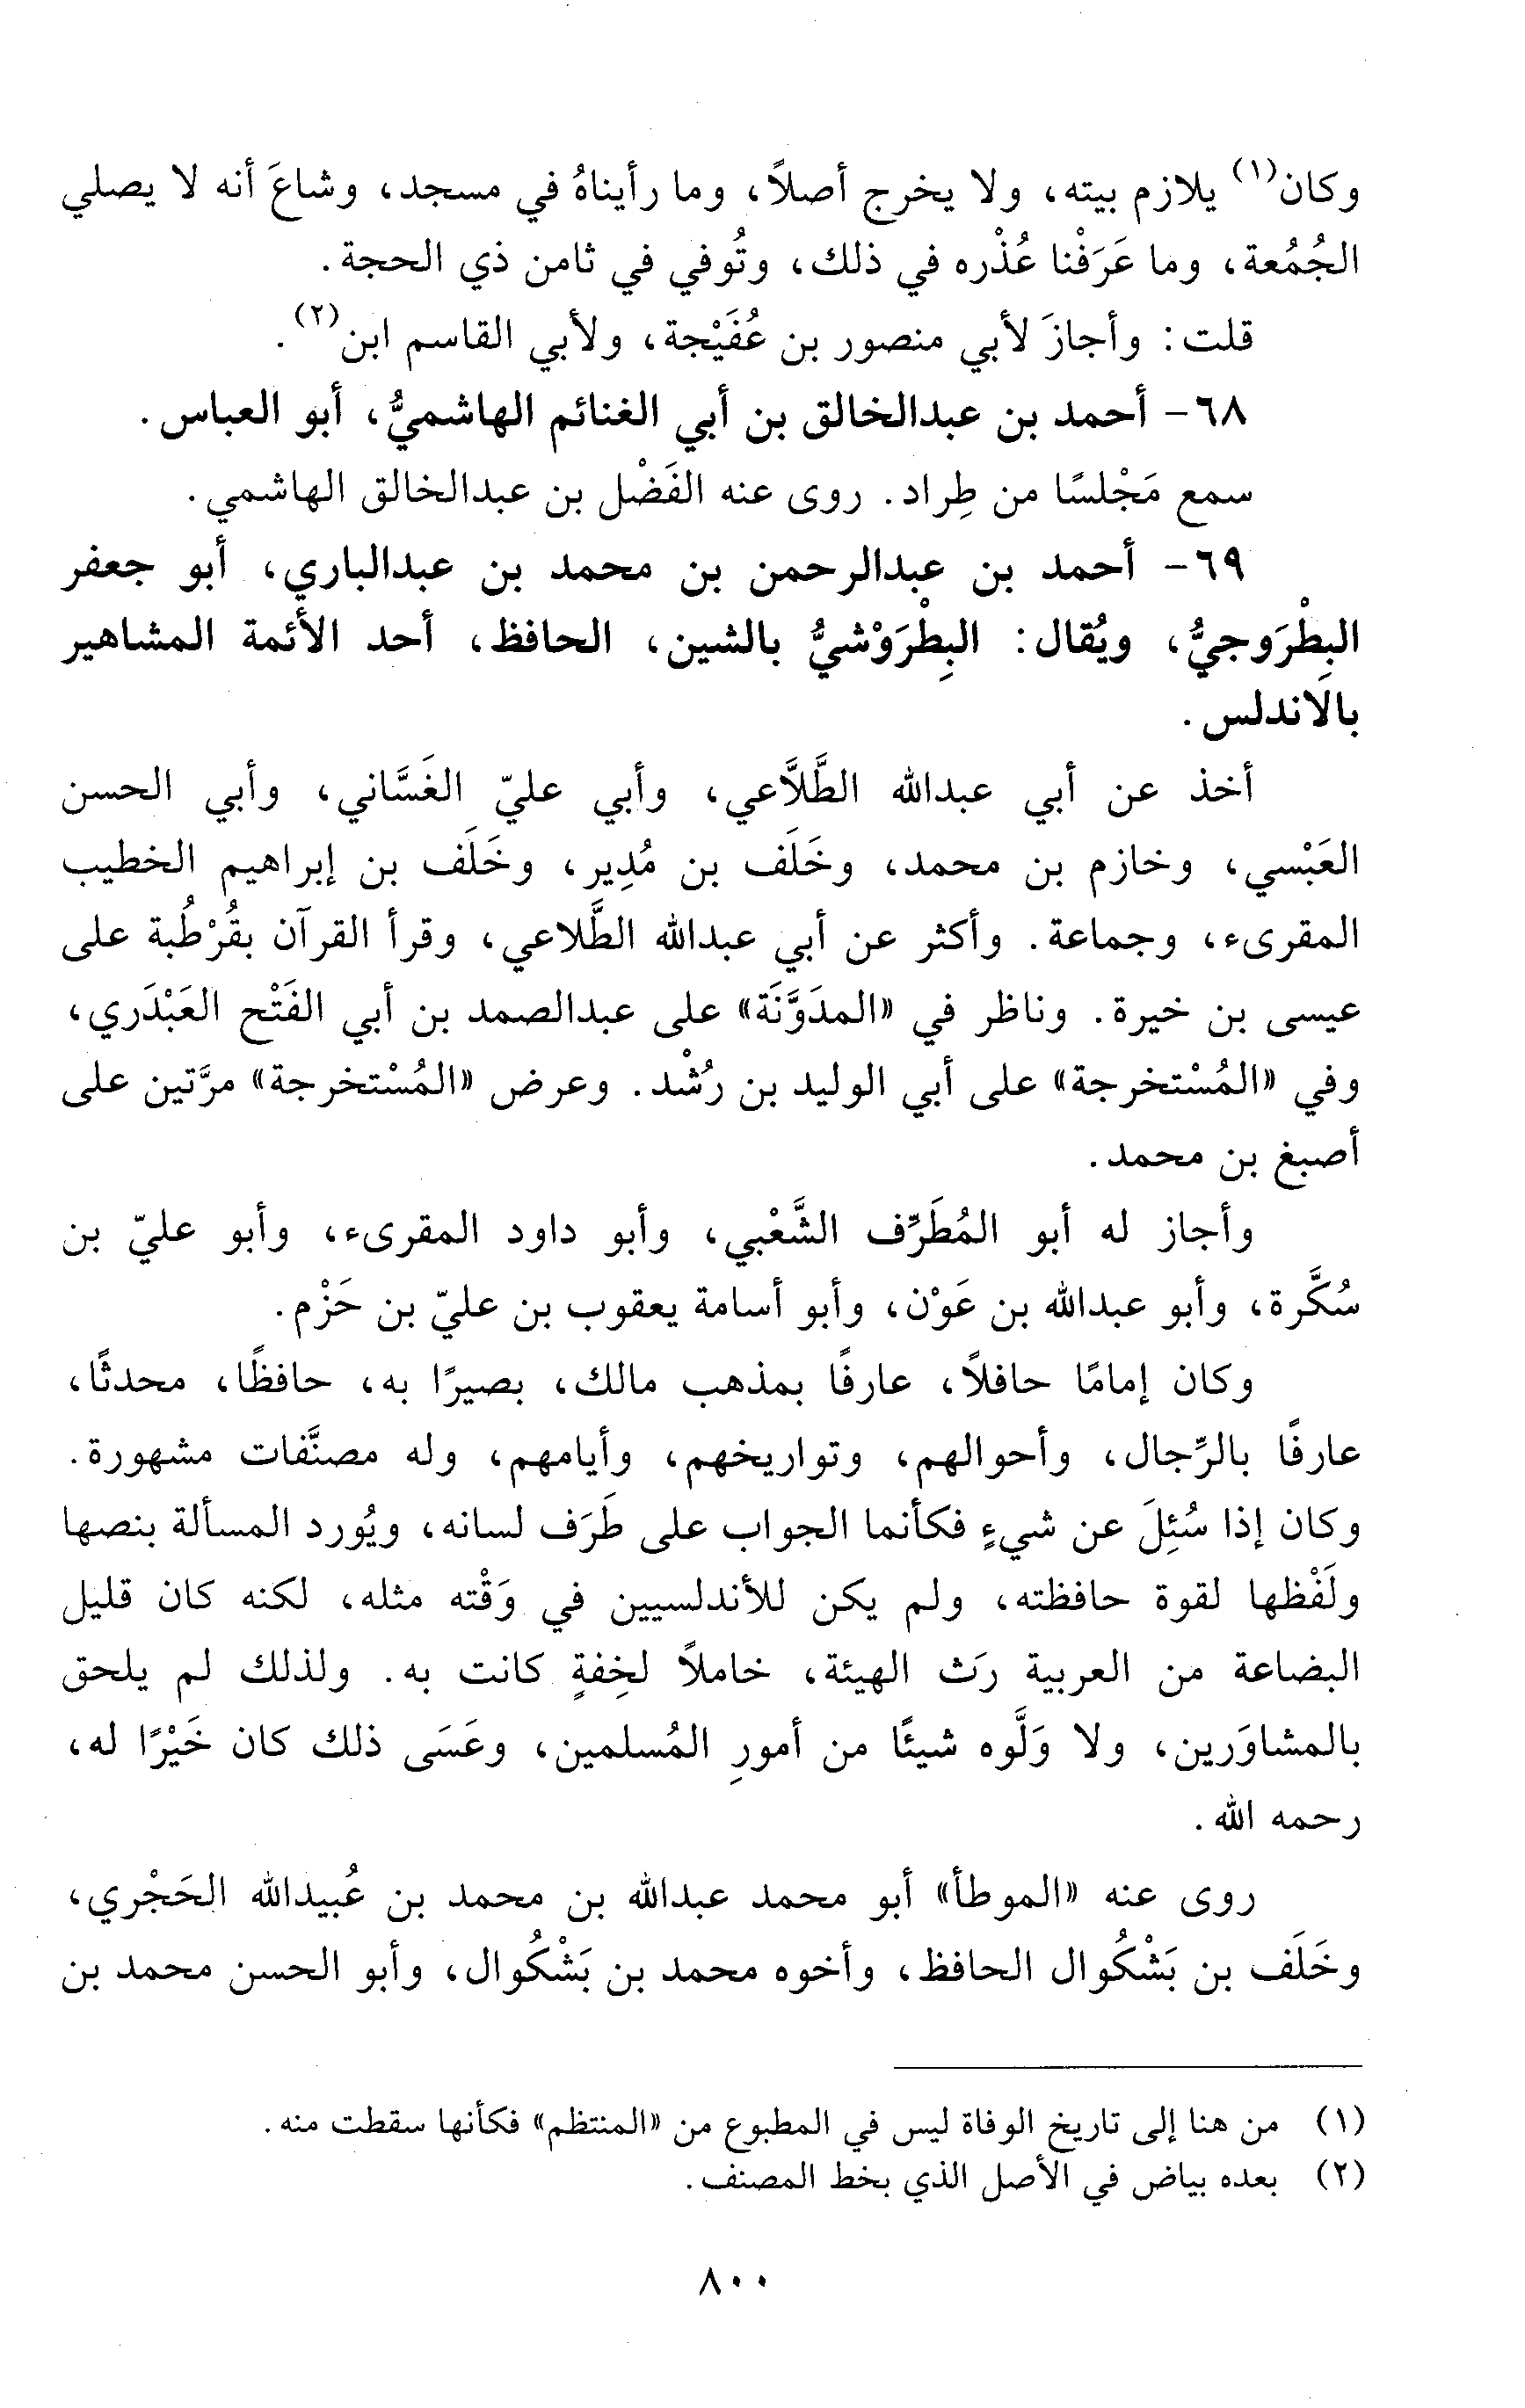 وكان(١) يلازم بيته، ولا يخرج أصلاً، وما رأيناهُ في مسجد، وشاعَ أنه لا يصلي
الجُمُعة، وما عَرَفْنا عُذْره في ذلك، وتُوفي في ثامن ذي الحجة.
قلت: وأجازَ لأبي منصور بن عُفَيْجة، ولأبي القاسم ابن(٢).
٦٨- أحمد بن عبدالخالق بن أبي الغنائم الهاشميُّ، أبو العباس.
سمع مَجْلسًا من طِراد. روى عنه الفَضْل بن عبدالخالق الهاشمي.
٦٩- أحمد بن عبدالرحمن بن محمد بن عبدالباري، أبو جعفر
البِطْرَوجيُّ، ويُقال: البِطْرَوْشيُّ بالشين، الحافظ، أحد الأئمة المشاهير
بالأندلس.
أخذ عن أبي عبدالله الطَّلاَّعي، وأبي عليّ الغَسَّاني، وأبي الحسن
العَبْسي، وخازم بن محمد، وخَلَف بن مُدِير، وخَلَف بن إبراهيم الخطيب
المقرىء، وجماعة. وأكثر عن أبي عبدالله الطَّلاعي، وقرأ القرآن بقُرْطُبة على
عيسى بن خيرة. وناظر في «المدَوَّنَة» على عبدالصمد بن أبي الفَتْح العَبْدَري،
وفي «المُسْتخرجة» على أبي الوليد بن رُشْد. وعرض «المُسْتخرجة» مرَّتين على
أصبغ بن محمد.
وأجاز له أبو المُطَرِّف الشَّعْبي، وأبو داود المقرىء، وأبو عليّ بن
سُكَّرة، وأبو عبدالله بن عَوْن، وأبو أسامة يعقوب بن عليّ بن حَزْم.
وكان إمامًا حافلاً، عارفًا بمذهب مالك، بصيرًا به، حافظًا، محدثًا،
عارفًا بالرِّجال، وأحوالهم، وتواريخهم، وأيامهم، وله مصنَّفات مشهورة.
وكان إذا سُئِلَ عن شيءٍ فكأنما الجواب على طَرَف لسانه، ويُورد المسألة بنصها
ولَفْظها لقوة حافظته، ولم يكن للأندلسيين في وَقْته مثله، لكنه كان قليل
البضاعة من العربية رَث الهيئة، خاملاً لخِفةٍ كانت به. ولذلك لم يلحق
بالمشاوَرين، ولا وَلَّوه شيئًا من أمورِ المُسلمين، وعَسَى ذلك كان خَيْرًا له،
رحمه الله.
روى عنه «الموطأ» أبو محمد عبدالله بن محمد بن عُبيدالله الحَجْري،
وخَلَف بن بَشْكُوال الحافظ، وأخوه محمد بن بَشْكُوال، وأبو الحسن محمد بن
(١) من هنا إلى تاريخ الوفاة ليس في المطبوع من «المنتظم» فكأنها سقطت منه.
(٢) بعده بياض في الأصل الذي بخط المصنف.
٨٠٠